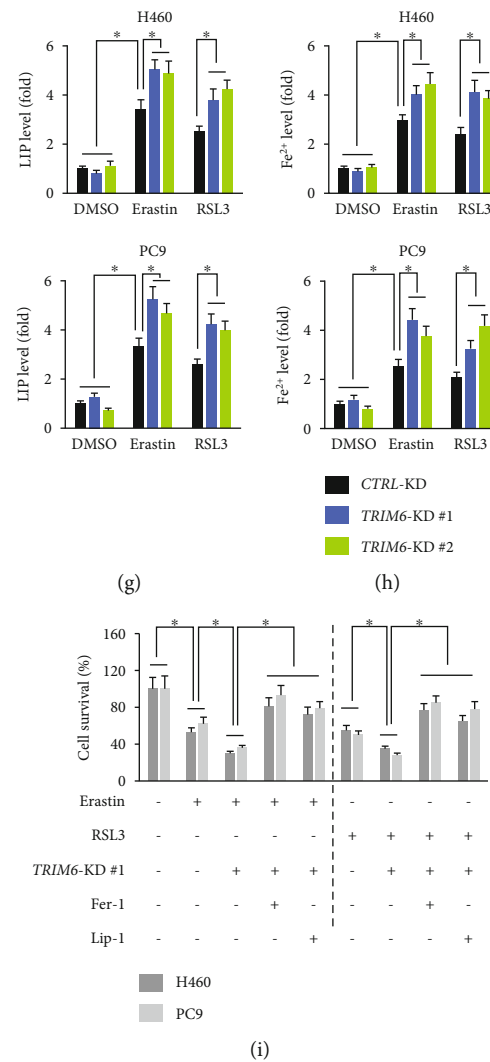 H460
LIP level (fold)
6
4
2
0
* * *
DMSO Erastin RSL3
H460
Fe2+ level (fold)
6
4
2
0
* * *
DMSO Erastin RSL3
PC9
LIP level (fold)
6
4
2
0
* * *
DMSO Erastin RSL3
PC9
Fe2+ level (fold)
6
4
2
0
* * *
DMSO Erastin RSL3
CTRL-KD
TRIM6-KD #1
TRIM6-KD #2
(g)
(h)
Cell survival (%)
160
120
80
40
0
* * * * *
Erastin - + + + + - - - -
RSL3 - - - - - + + + +
TRIM6-KD #1 - - + + + - + + +
Fer-1 - - - + - - - + -
Lip-1 - - - - + - - - +
H460
PC9
(i)